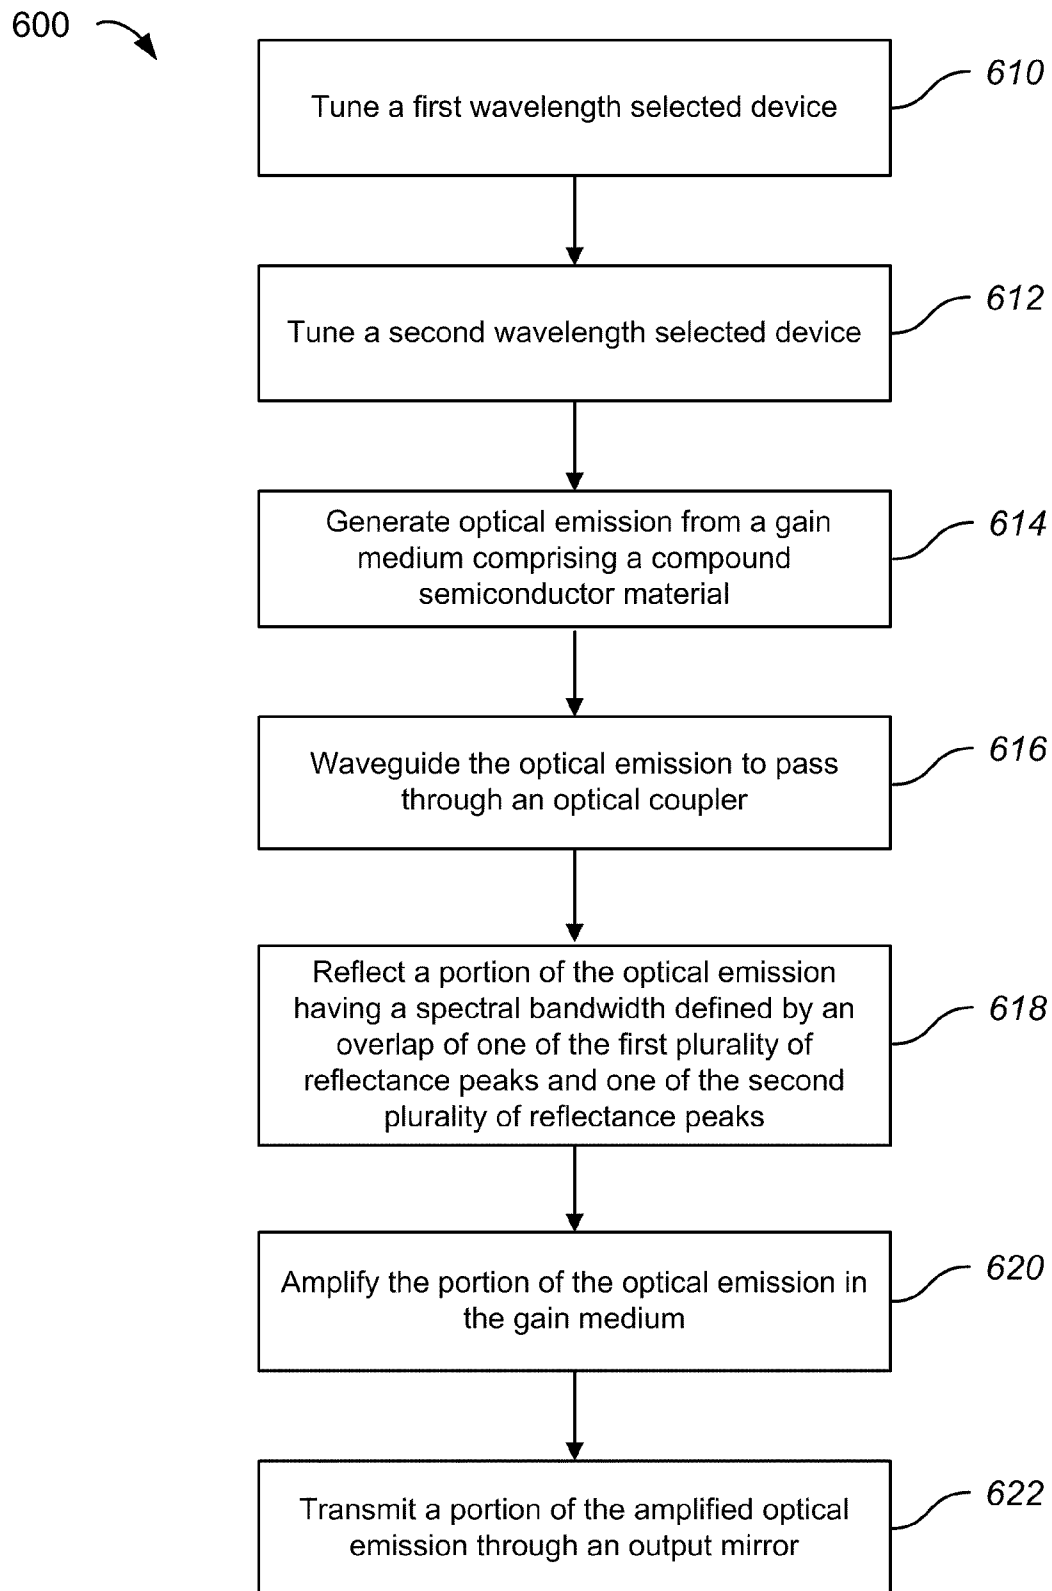 600
610
Tune a first wavelength selected device
612
Tune a second wavelength selected device
614
Generate optical emission from a gain
medium comprising a compound
semiconductor material
616
Waveguide the optical emission to pass
through an optical coupler
618
Reflect a portion of the optical emission
having a spectral bandwidth defined by an
overlap of one of the first plurality of
reflectance peaks and one of the second
plurality of reflectance peaks
620
Amplify the portion of the optical emission in
the gain medium
622
Transmit a portion of the amplified optical
emission through an output mirror